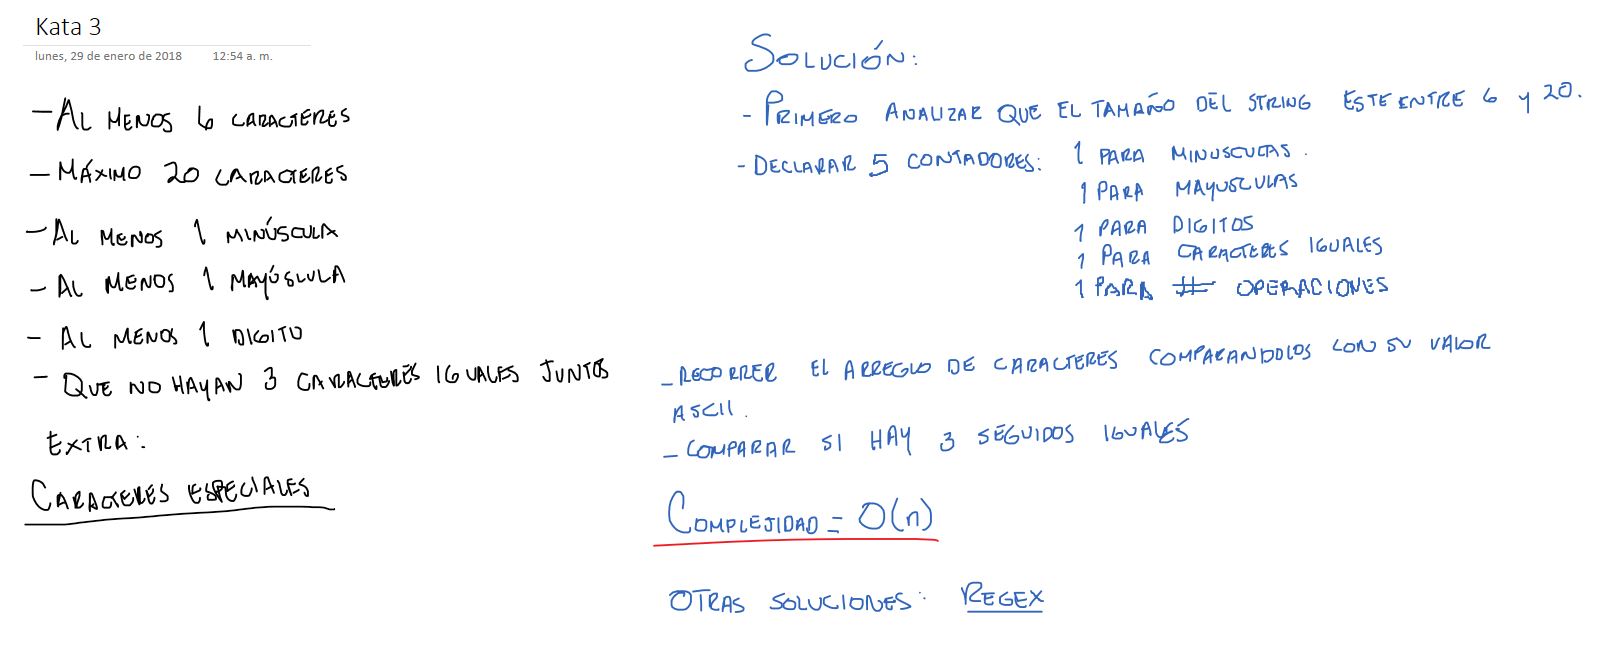 Kata 3
lunes, 29 de enero de 2018 12:54 a. m.
- AL MENOS 6 CARACTERES
- MÁXIMO 20 CARACTERES
- AL MENOS 1 MINÚSCULA
- AL MENOS 1 MAYÚSCULA
- AL MENOS 1 DIGITO
- QUE NO HAYAN 3 CARACTERES IGUALES JUNTOS
EXTRA:
CARACTERES ESPECIALES
SOLUCIÓN:
- PRIMERO ANALIZAR QUE EL TAMAÑO DEL STRING ESTE ENTRE 6 y 20.
- DECLARAR 5 CONTADORES: 1 PARA MINUSCULAS.
1 PARA MAYUSCULAS
1 PARA DIGITOS
1 PARA CARACTERES IGUALES
1 PARA # OPERACIONES
- RECORRER EL ARREGLO DE CARACTERES COMPARANDOLOS CON SU VALOR
ASCII.
- COMPARAR SI HAY 3 SEGUIDOS IGUALES
COMPLEJIDAD = O(n)
OTRAS SOLUCIONES: REGEX